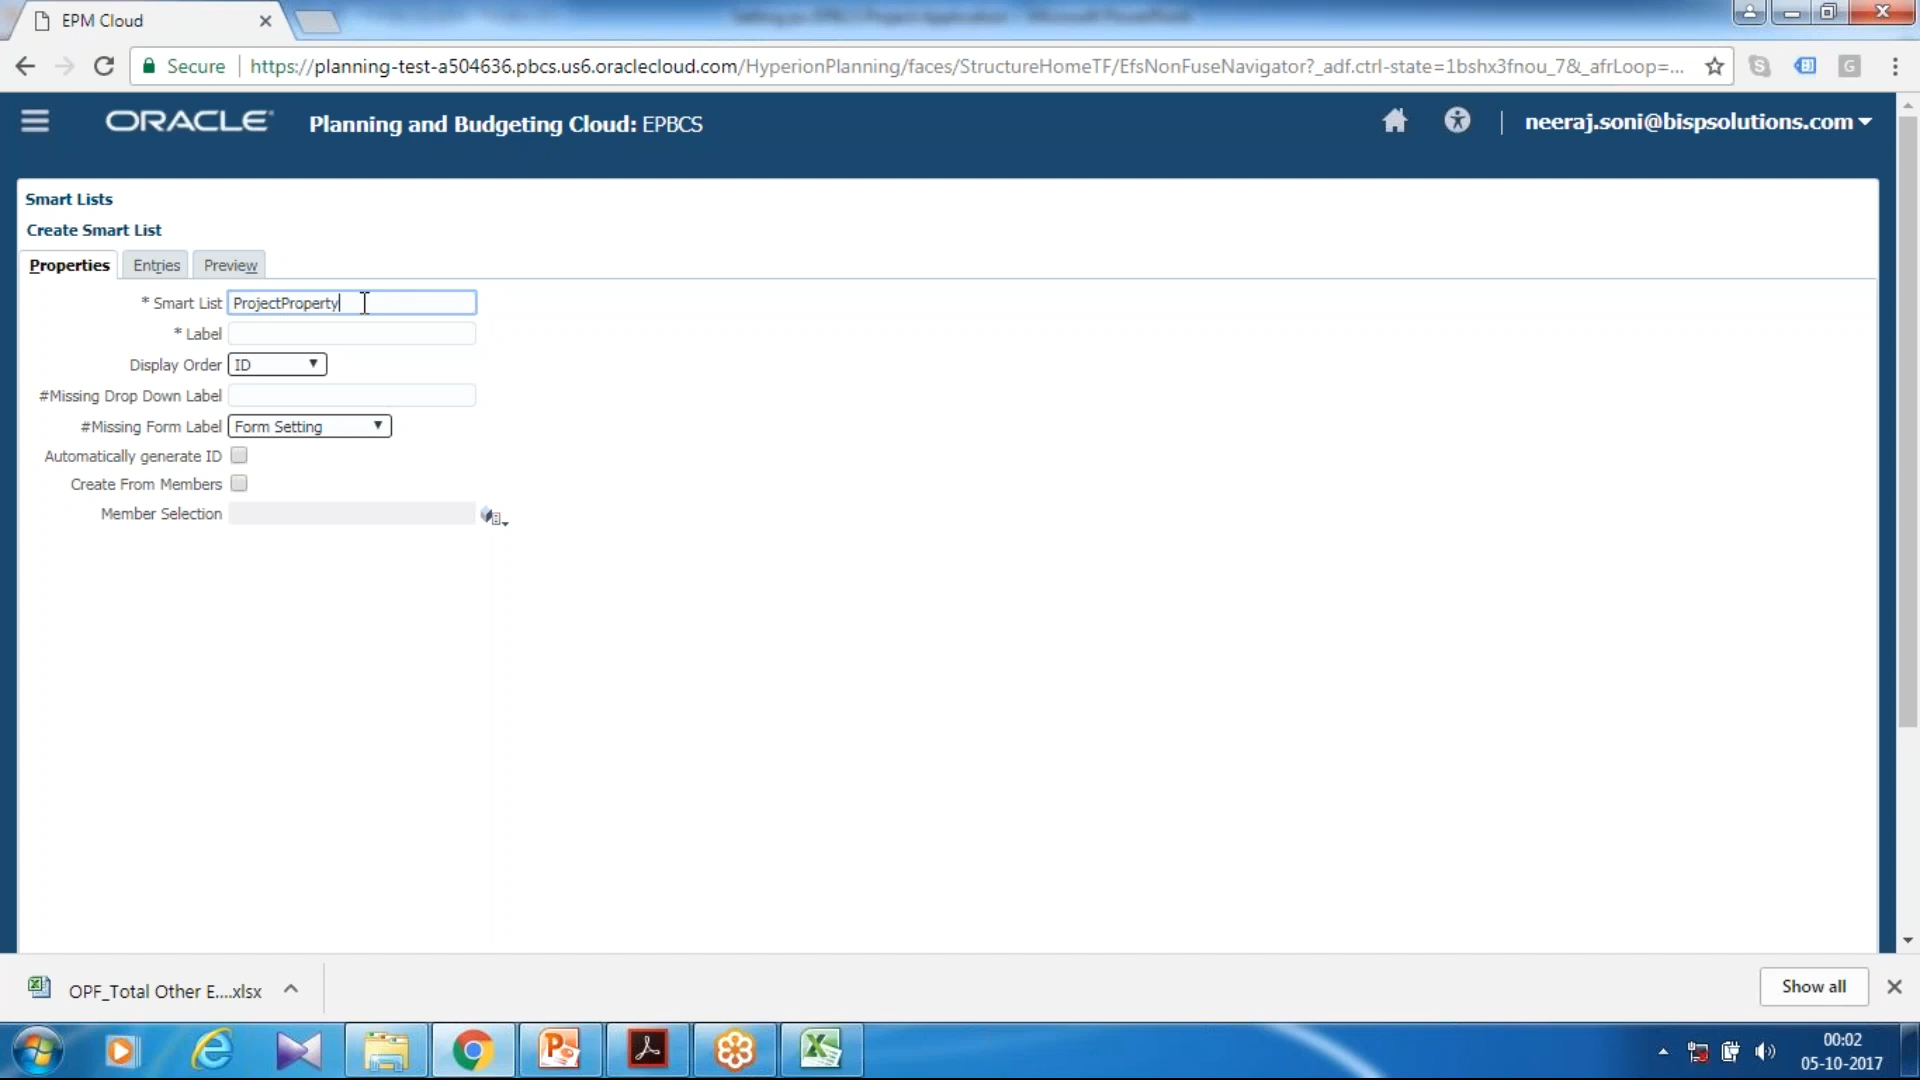 EPM Cloud
Secure https://planning-test-a504636.pbcs.us6.oraclecloud.com/HyperionPlanning/faces/StructureHomeTF/EfsNonFuseNavigator?_adf.ctrl-state=1bshx3fnou_7&_afrLoop=...
ORACLE Planning and Budgeting Cloud: EPBCS neeraj.soni@bispsolutions.com
Smart Lists
Create Smart List
Properties Entries Preview
* Smart List ProjectProperty
* Label
Display Order ID
#Missing Drop Down Label
#Missing Form Label Form Setting
Automatically generate ID
Create From Members
Member Selection
OPF_Total Other E....xlsx Show all
00:02
05-10-2017